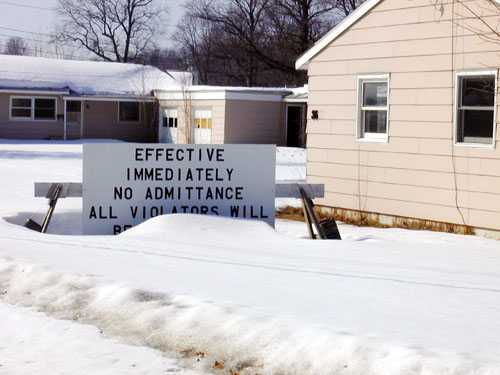 EFFECTIVE
IMMEDIATELY
NO ADMITTANCE
ALL VIOLATORS WILL